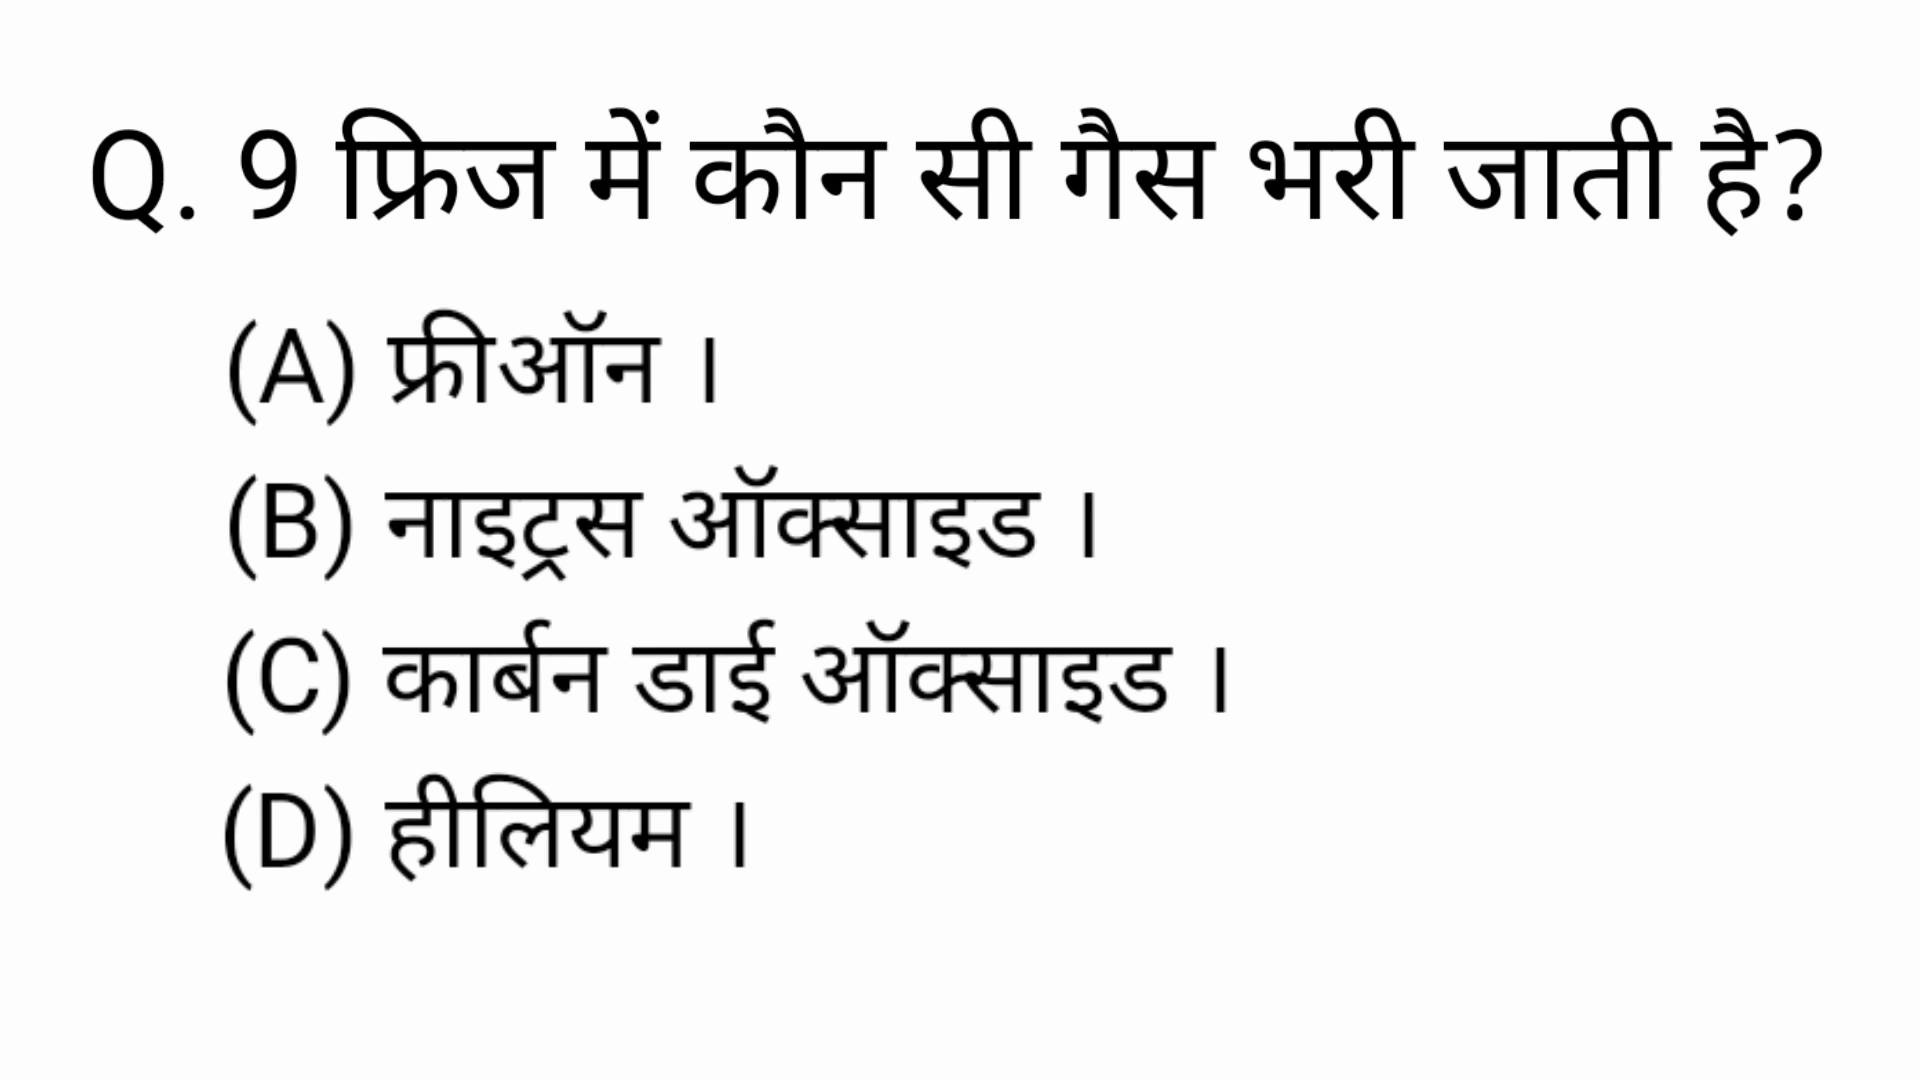 Q. 9 फ्रिज में कौन सी गैस भरी जाती है?
(A) फ्रीऑन ।
(B) नाइट्रस ऑक्साइड ।
(C) कार्बन डाई ऑक्साइड ।
(D) हीलियम ।